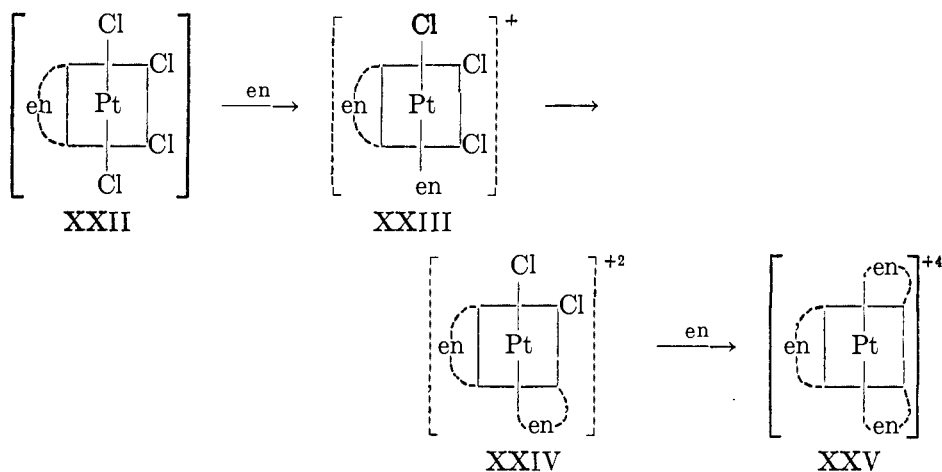 Cl
Cl
en Pt
Cl
Cl
XXII
en
Cl +
Cl
en Pt
Cl
en
XXIII
Cl +2
Cl
en Pt
en
XXIV
en
en +4
en Pt
en
XXV